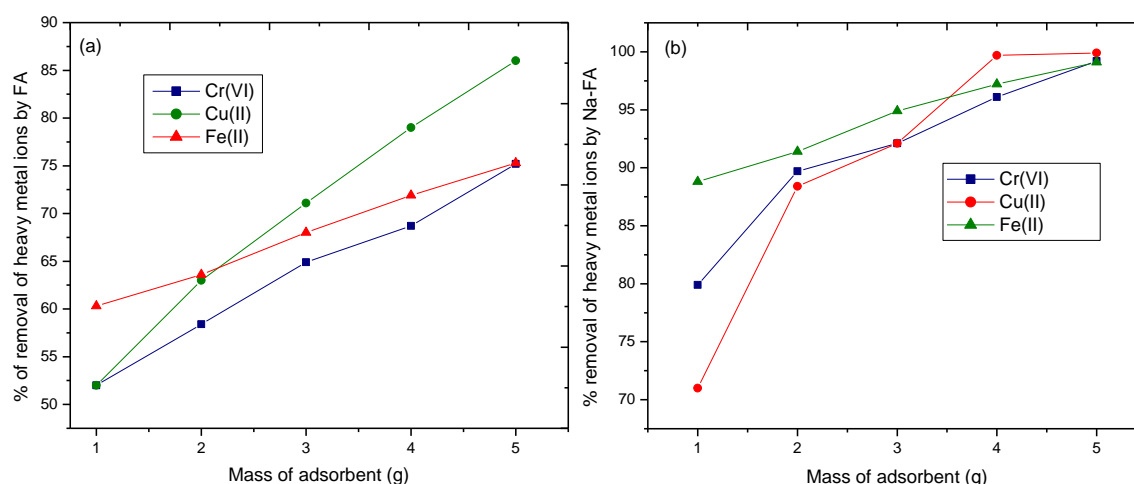 (a)
% of removal of heavy metal ions by FA
90
85
80
75
70
65
60
55
50
Cr(VI)
Cu(II)
Fe(II)
1 2 3 4 5
Mass of adsorbent (g)
(b)
% removal of heavy metal ions by Na-FA
100
95
90
85
80
75
70
Cr(VI)
Cu(II)
Fe(II)
1 2 3 4 5
Mass of adsorbent (g)